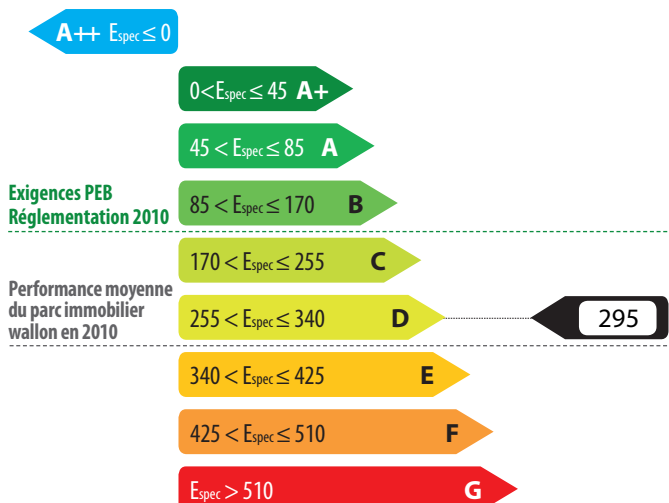 A++ Espec ≤ 0
0<Espec ≤ 45 A+
45 < Espec ≤ 85 A
Exigences PEB
Réglementation 2010
85 < Espec ≤ 170 B
170 < Espec ≤ 255 C
Performance moyenne
du parc immobilier
wallon en 2010
255 < Espec ≤ 340 D
295
340 < Espec ≤ 425 E
425 < Espec ≤ 510 F
Espec > 510 G